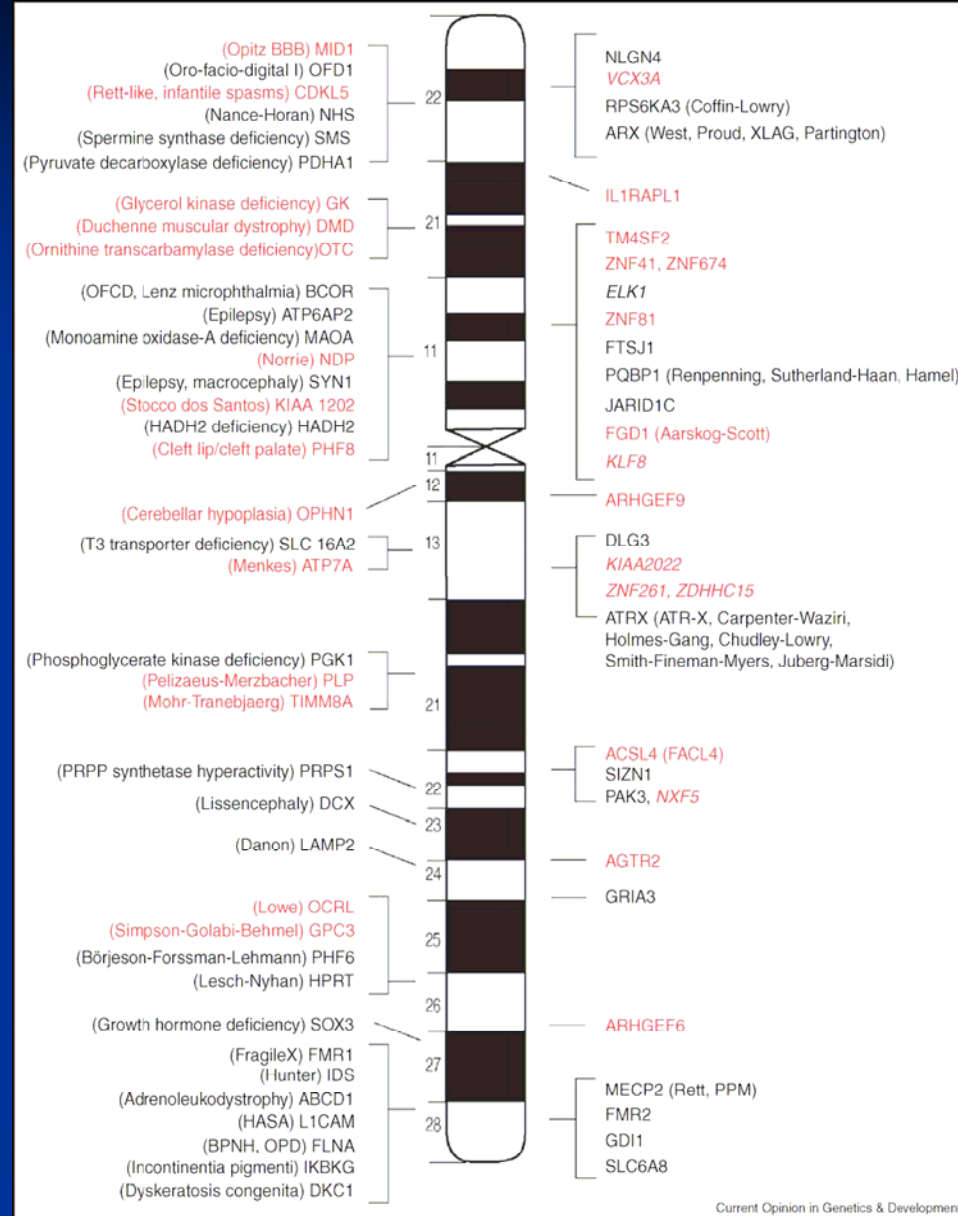 (Opitz BBB) MID1
(Oro-facio-digital I) OFD1
(Rett-like, infantile spasms) CDKL5
(Nance-Horan) NHS
(Spermine synthase deficiency) SMS
(Pyruvate decarboxylase deficiency) PDHA1
(Glycerol kinase deficiency) GK
(Duchenne muscular dystrophy) DMD
(Ornithine transcarbamylase deficiency)OTC
(OFCD, Lenz microphthalmia) BCOR
(Epilepsy) ATP6AP2
(Monoamine oxidase-A deficiency) MAOA
(Norrie) NDP
(Epilepsy, macrocephaly) SYN1
(Stocco dos Santos) KIAA 1202
(HADH2 deficiency) HADH2
(Cleft lip/cleft palate) PHF8
(Cerebellar hypoplasia) OPHN1
(T3 transporter deficiency) SLC 16A2
(Menkes) ATP7A
(Phosphoglycerate kinase deficiency) PGK1
(Pelizaeus-Merzbacher) PLP
(Mohr-Tranebjaerg) TIMM8A
(PRPP synthetase hyperactivity) PRPS1
(Lissencephaly) DCX
(Danon) LAMP2
(Lowe) OCRL
(Simpson-Golabi-Behmel) GPC3
(Börjeson-Forssman-Lehmann) PHF6
(Lesch-Nyhan) HPRT
(Growth hormone deficiency) SOX3
(FragileX) FMR1
(Hunter) IDS
(Adrenoleukodystrophy) ABCD1
(HASA) L1CAM
(BPNH, OPD) FLNA
(Incontinentia pigmenti) IKBKG
(Dyskeratosis congenita) DKC1
22
21
11
11
12
13
21
22
23
24
25
26
27
28
NLGN4
VCX3A
RPS6KA3 (Coffin-Lowry)
ARX (West, Proud, XLAG, Partington)
IL1RAPL1
TM4SF2
ZNF41, ZNF674
ELK1
ZNF81
FTSJ1
PQBP1 (Renpenning, Sutherland-Haan, Hamel)
JARID1C
FGD1 (Aarskog-Scott)
KLF8
ARHGEF9
DLG3
KIAA2022
ZNF261, ZDHHC15
ATRX (ATR-X, Carpenter-Waziri,
Holmes-Gang, Chudley-Lowry,
Smith-Fineman-Myers, Juberg-Marsidi)
ACSL4 (FACL4)
SIZN1
PAK3, NXF5
AGTR2
GRIA3
ARHGEF6
MECP2 (Rett, PPM)
FMR2
GDI1
SLC6A8
Current Opinion in Genetics & Development